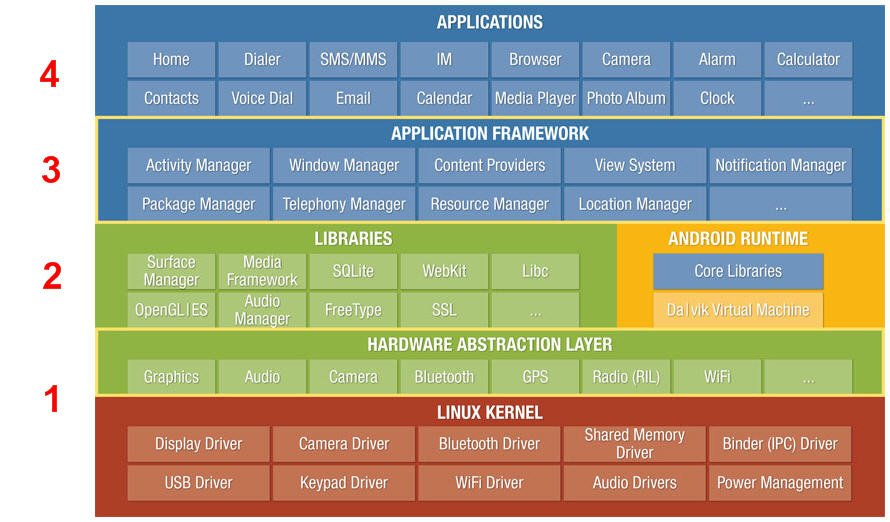 APPLICATIONS
4
Home Dialer SMS/MMS IM Browser Camera Alarm Calculator
Contacts Voice Dial Email Calendar Media Player Photo Album Clock ...
APPLICATION FRAMEWORK
3
Activity Manager Window Manager Content Providers View System Notification Manager
Package Manager Telephony Manager Resource Manager Location Manager ...
LIBRARIES ANDROID RUNTIME
2
Surface Manager Media Framework SQLite WebKit Libc Core Libraries
OpenGL|ES Audio Manager FreeType SSL ... Da|vik Virtual Machine
HARDWARE ABSTRACTION LAYER
1
Graphics Audio Camera Bluetooth GPS Radio (RIL) WiFi ...
LINUX KERNEL
Display Driver Camera Driver Bluetooth Driver Shared Memory Driver Binder (IPC) Driver
USB Driver Keypad Driver WiFi Driver Audio Drivers Power Management